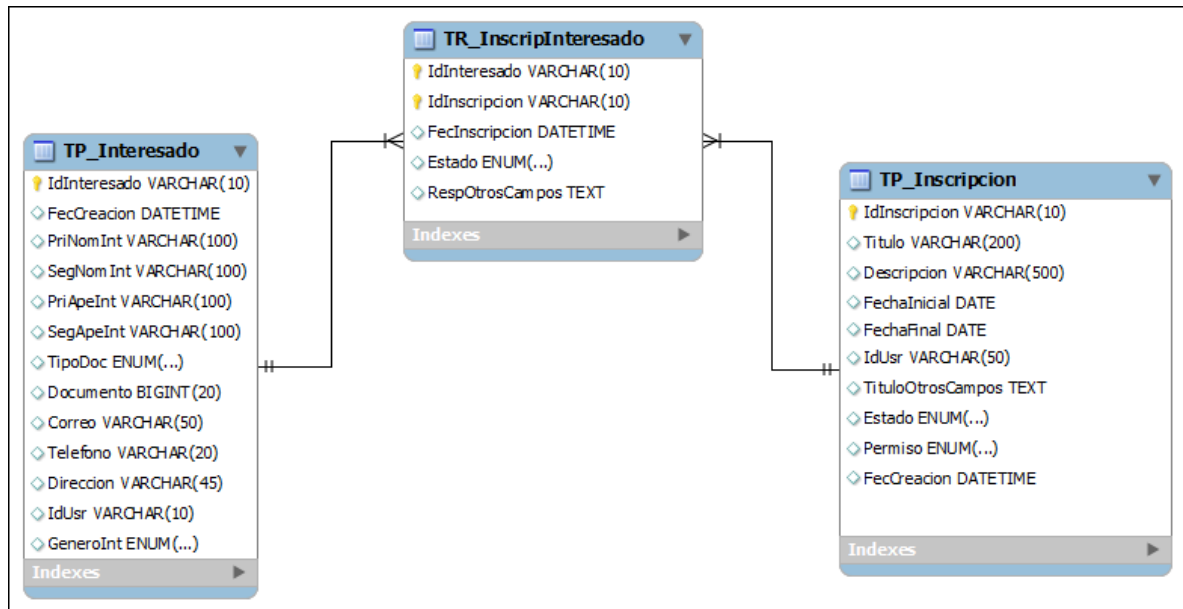 TR_InscripInteresado
IdInteresado VARCHAR(10)
IdInscripcion VARCHAR(10)
FecInscripcion DATETIME
Estado ENUM(...)
RespOtrosCampos TEXT
Indexes
TP_Interesado
IdInteresado VARCHAR(10)
FecCreacion DATETIME
PriNomInt VARCHAR(100)
SegNomInt VARCHAR(100)
PriApeInt VARCHAR(100)
SegApeInt VARCHAR(100)
TipoDoc ENUM(...)
Documento BIGINT(20)
Correo VARCHAR(50)
Telefono VARCHAR(20)
Direccion VARCHAR(45)
IdUsr VARCHAR(10)
GeneroInt ENUM(...)
Indexes
TP_Inscripcion
IdInscripcion VARCHAR(10)
Titulo VARCHAR(200)
Descripcion VARCHAR(500)
FechaInicial DATE
FechaFinal DATE
IdUsr VARCHAR(50)
TituloOtrosCampos TEXT
Estado ENUM(...)
Permiso ENUM(...)
FecCreacion DATETIME
Indexes